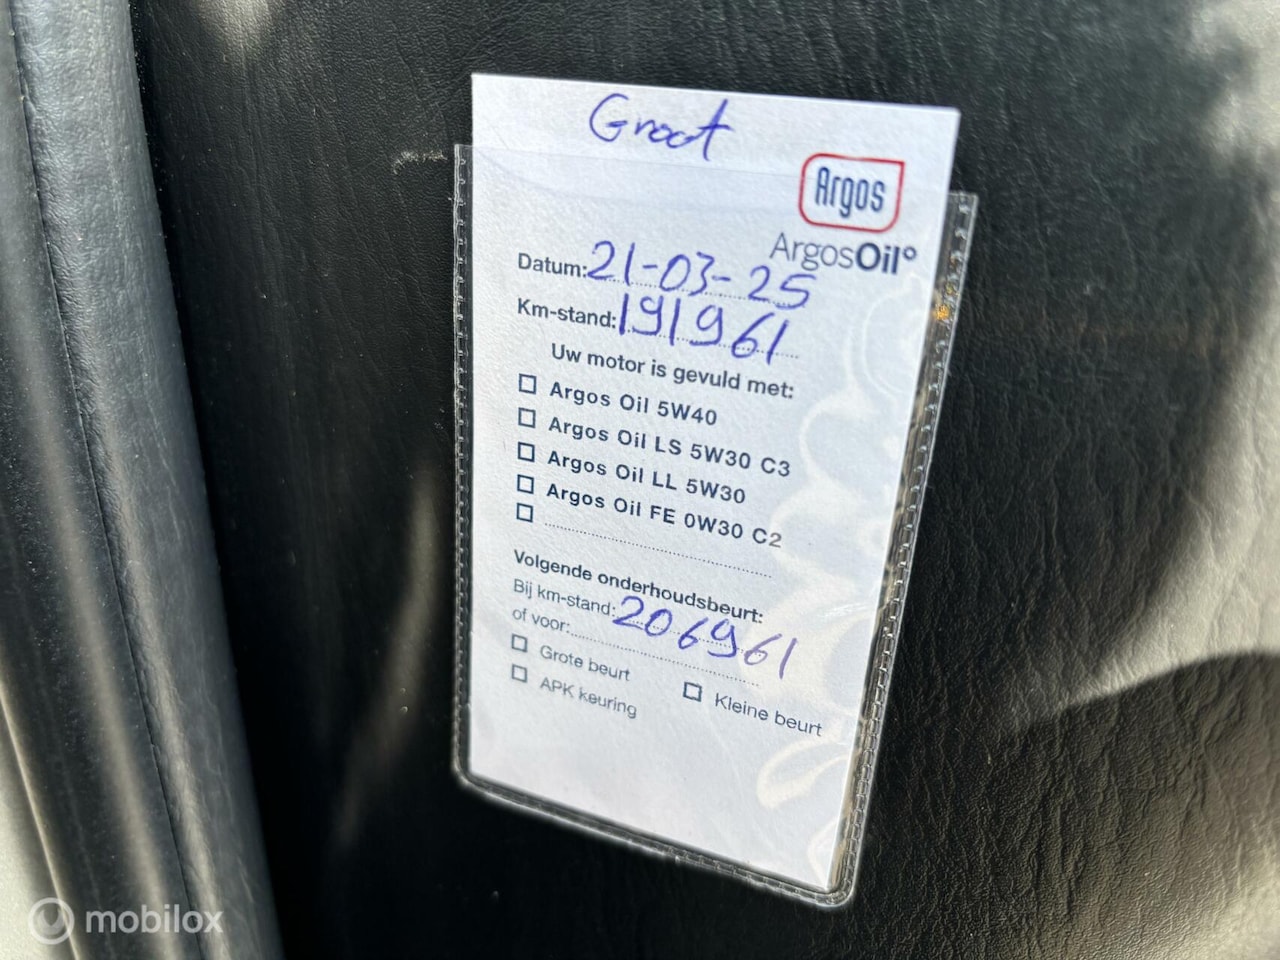 Groot
Argos
ArgosOil°
Datum: 21-03-25
Km-stand: 191961
Uw motor is gevuld met:
☐ Argos Oil 5W40
☐ Argos Oil LS 5W30 C3
☐ Argos Oil LL 5W30
☐ Argos Oil FE 0W30 C2
☐
Volgende onderhoudsbeurt:
Bij km-stand: 206961
of voor:
☐ Grote beurt ☐ Kleine beurt
☐ APK keuring
mobilox